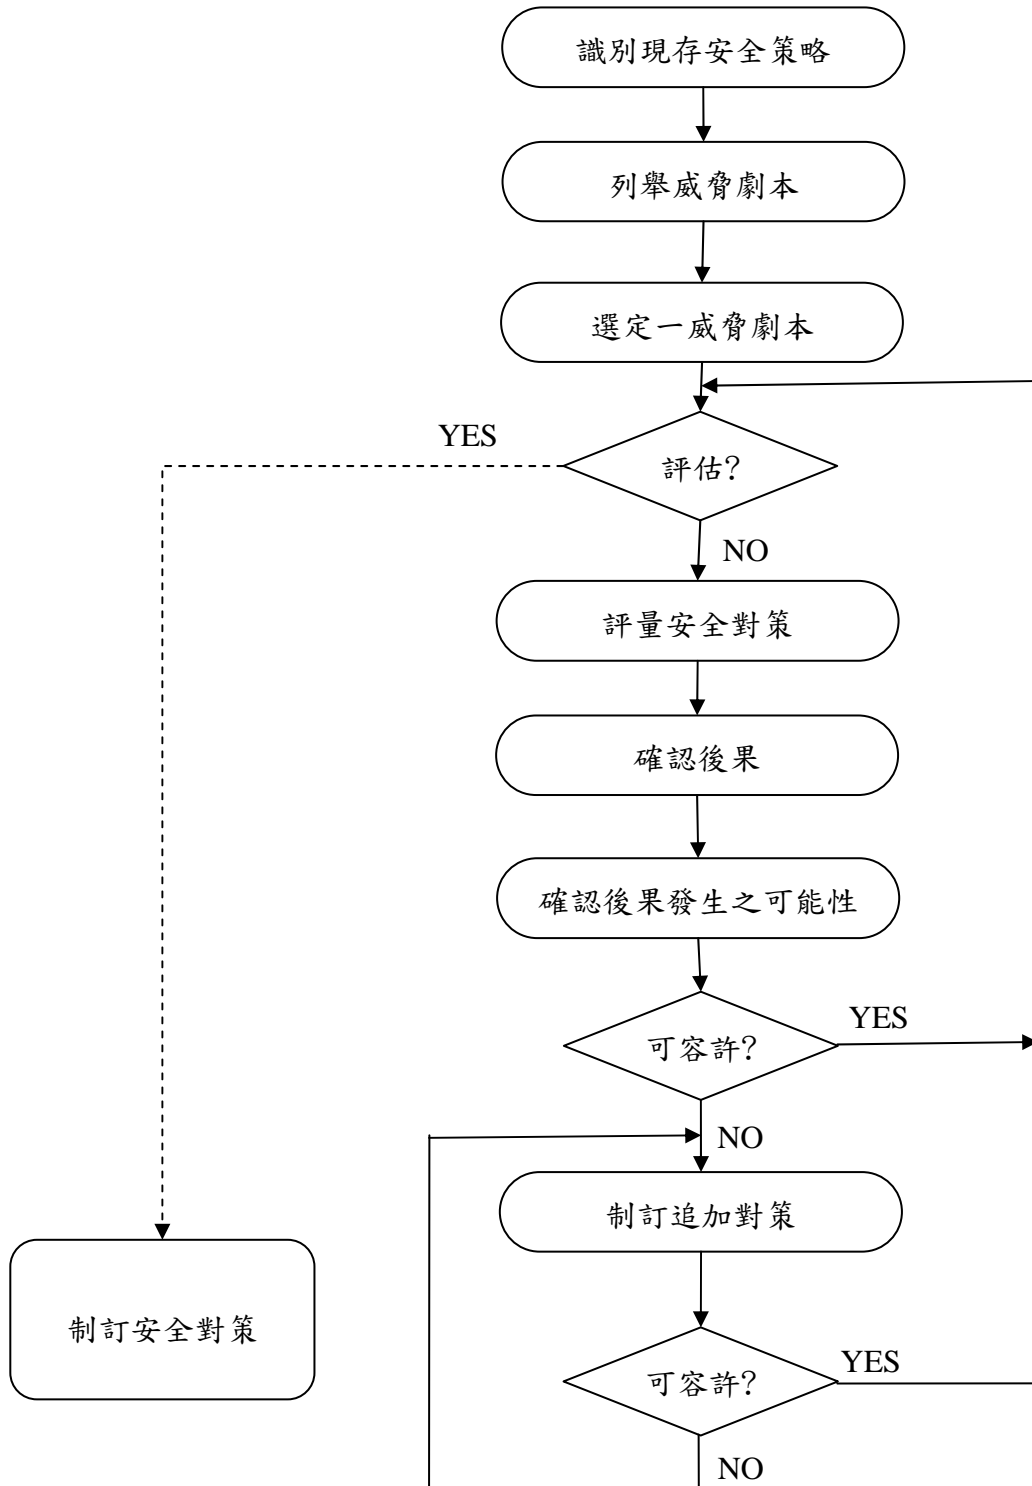 識別現存安全策略
列舉威脅劇本
選定一威脅劇本
YES
評估?
NO
評量安全對策
確認後果
確認後果發生之可能性
YES
可容許?
NO
制訂追加對策
制訂安全對策
YES
可容許?
NO